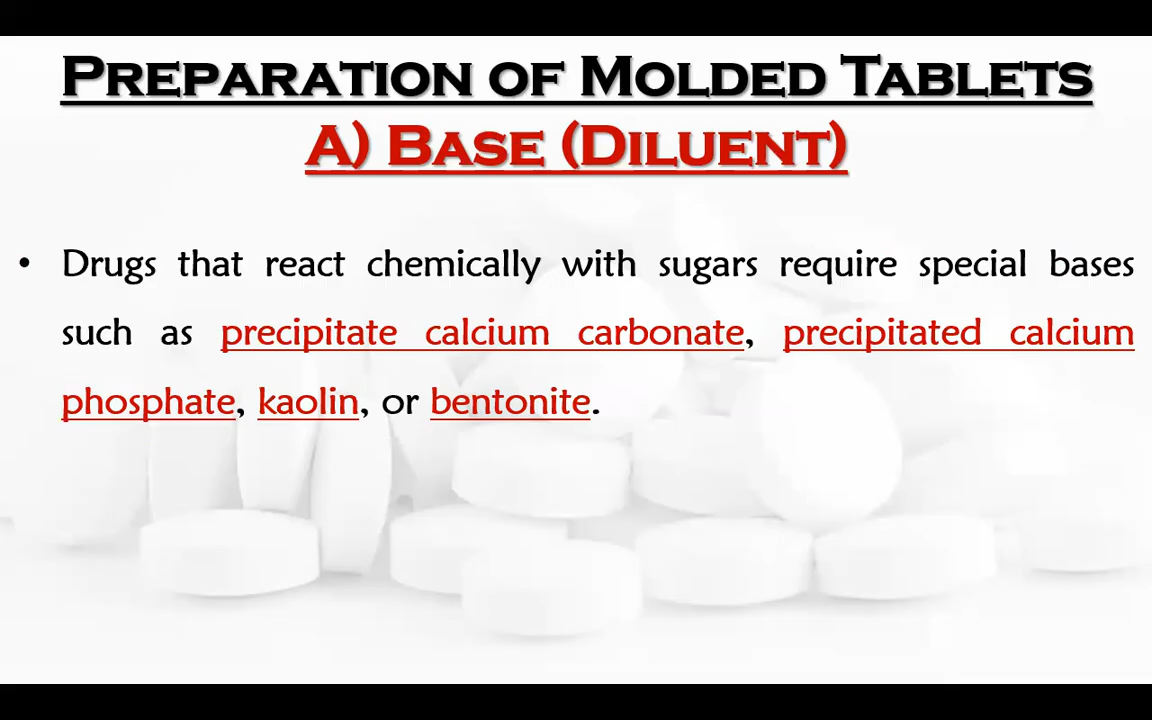 Preparation of Molded Tablets
A) Base (Diluent)
• Drugs that react chemically with sugars require special bases
such as precipitate calcium carbonate, precipitated calcium
phosphate, kaolin, or bentonite.